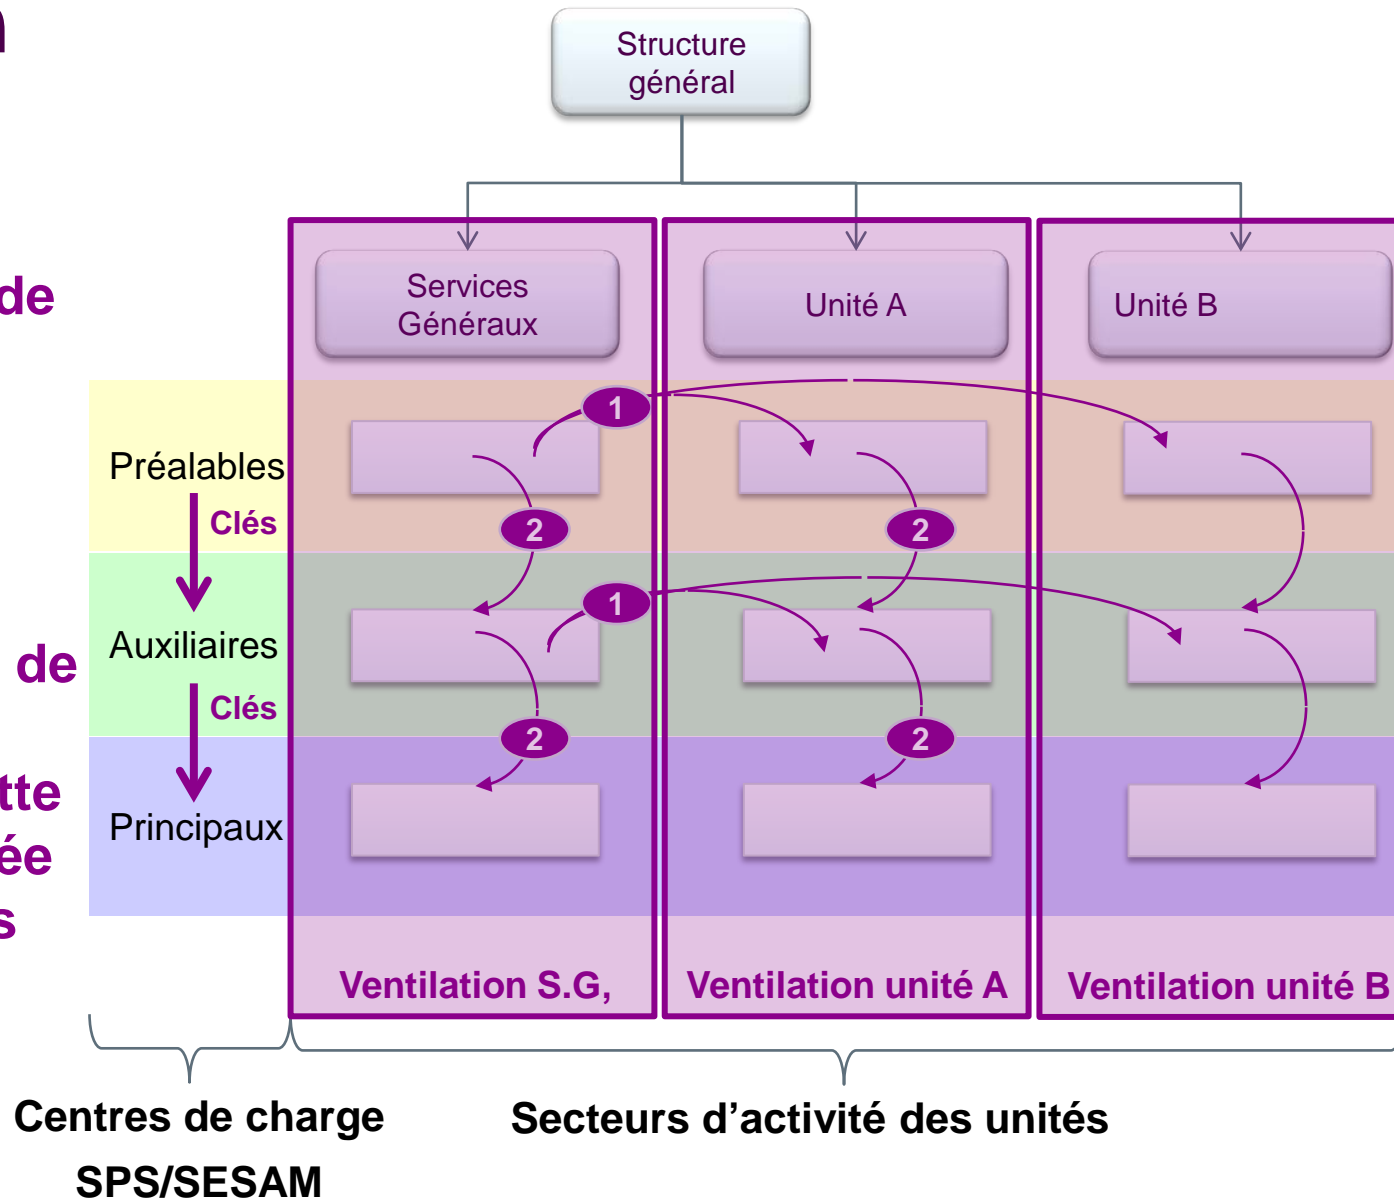 n
Structure
général
de
Services
Généraux
Unité A
Unité B
1
Préalables
Clés
2
2
1
Auxiliaires
de
Clés
2
2
tte
Principaux
ée
s
Ventilation S.G,
Ventilation unité A
Ventilation unité B
Centres de charge
SPS/SESAM
Secteurs d’activité des unités